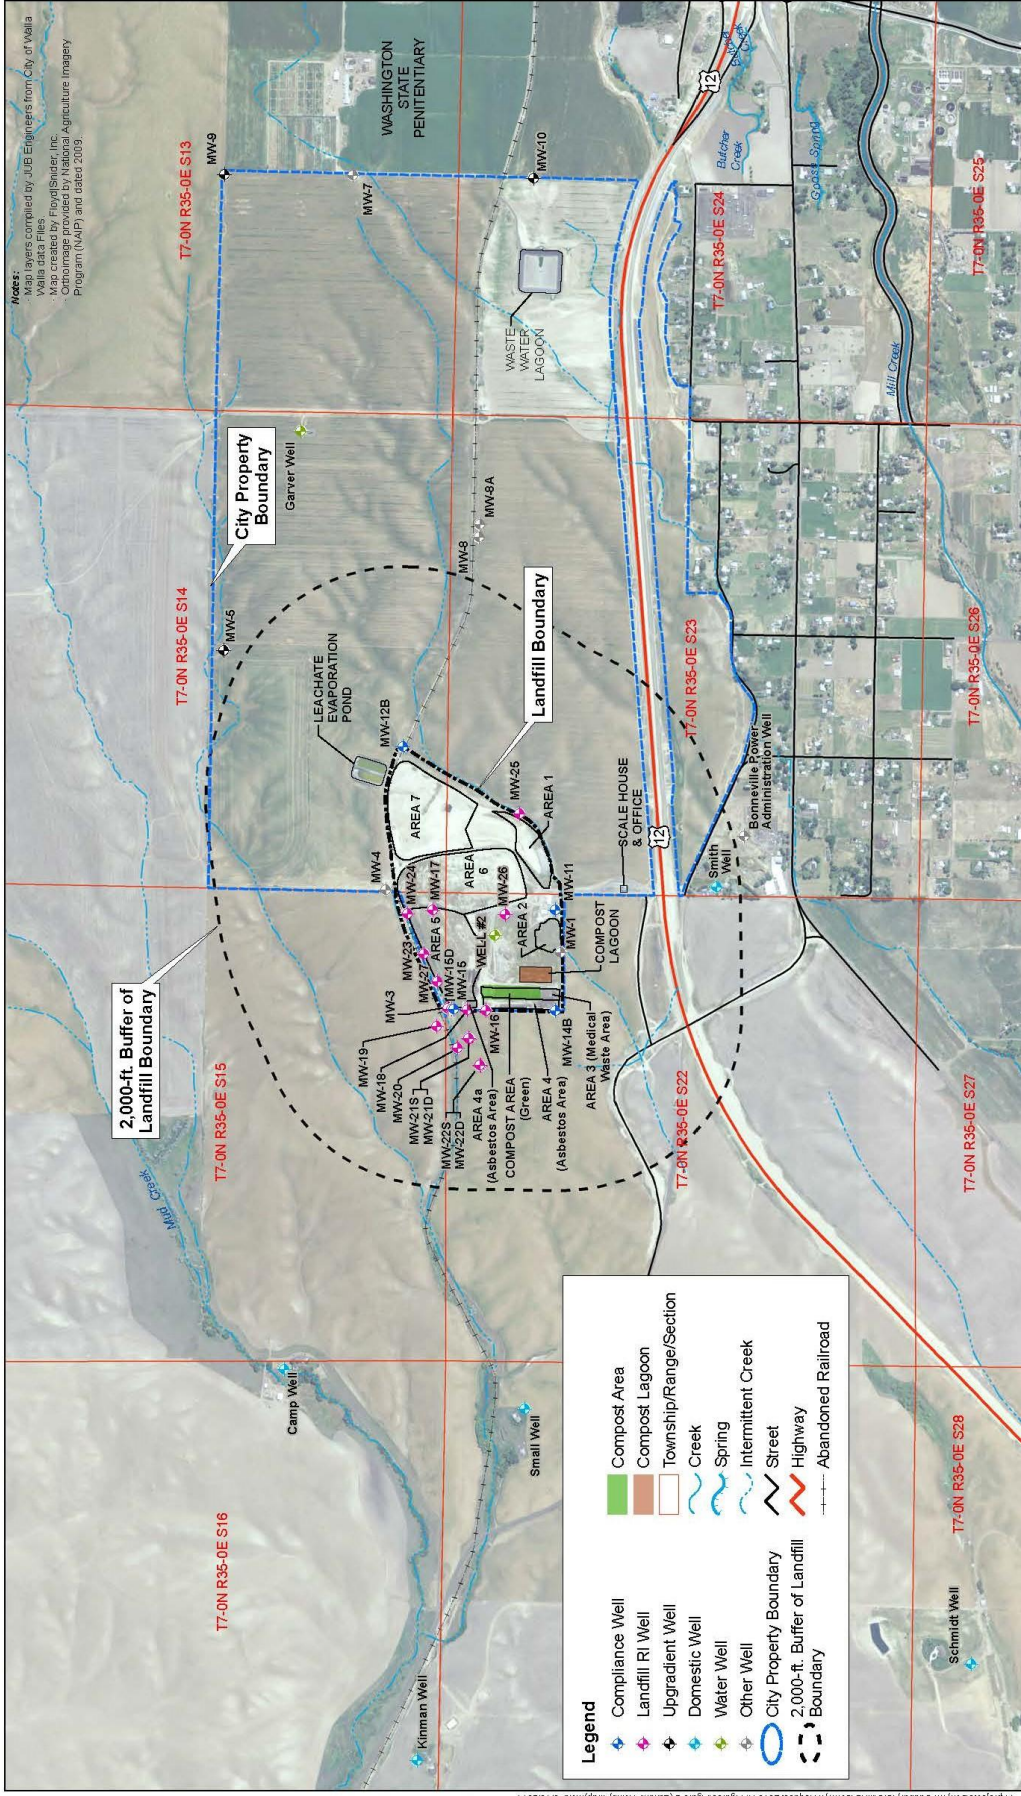 Notes:
- Map layers compiled by JUB Engineers from City of Walla
Walla data Files.
- Map created by Floyd|Snider, Inc.
- Orthoimage provided by National Agriculture Imagery
Program (NAIP) and dated 2009.
WASHINGTON
STATE
PENITENTIARY
T7-0N R35-0E S13
MW-9
MW-7
MW-10
12
Butcher
Creek
Butcher
Creek
Goose Spring
T7-0N R35-0E S24
T7-0N R35-0E S25
Mill Creek
WASTE
WATER
LAGOON
City Property
Boundary
Garver Well
MW-8A
MW-8
T7-0N R35-0E S14
MW-5
LEACHATE
EVAPORATION
POND
MW-12B
Landfill Boundary
T7-0N R35-0E S23
T7-0N R35-0E S26
Bonneville Power
Administration Well
Smith
Well
12
SCALE HOUSE
& OFFICE
MW-25
AREA 1
AREA 7
AREA
6
MW-4
MW-24
MW-17
MW-26
MW-11
AREA 2
MW-1
WELL #2
AREA 5
MW-23
MW-27
MW-15D
MW-15
MW-3
COMPOST
LAGOON
MW-16
MW-14B
MW-19
MW-18
MW-20
MW-21S
MW-21D
MW-22S
MW-22D
AREA 4a
(Asbestos Area)
COMPOST AREA
(Green)
AREA 4
(Asbestos Area)
AREA 3 (Medical
Waste Area)
2,000-ft. Buffer of
Landfill Boundary
T7-0N R35-0E S15
T7-0N R35-0E S22
T7-0N R35-0E S27
Mud Creek
Camp Well
Small Well
T7-0N R35-0E S16
T7-0N R35-0E S28
Kinman Well
Schmidt Well
Legend
Compliance Well
Landfill RI Well
Upgradient Well
Domestic Well
Water Well
Other Well
City Property Boundary
2,000-ft. Buffer of Landfill
Boundary
Compost Area
Compost Lagoon
Township/Range/Section
Creek
Spring
Intermittent Creek
Street
Highway
Abandoned Railroad